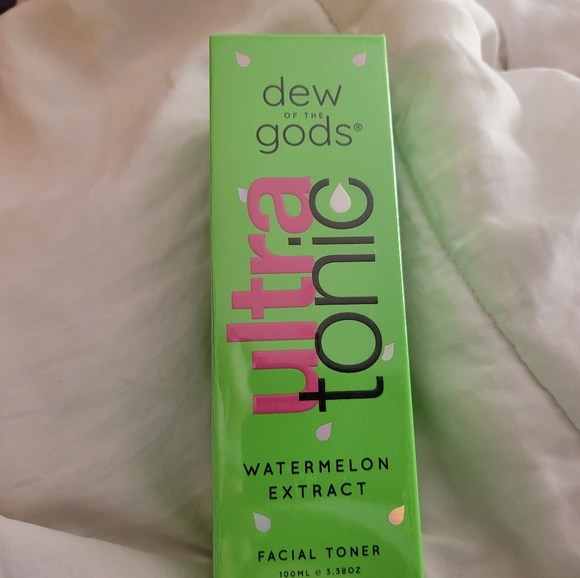 dew
OF THE
gods®
ultra
tonic
WATERMELON
EXTRACT
FACIAL TONER
100ML e 3.38OZ